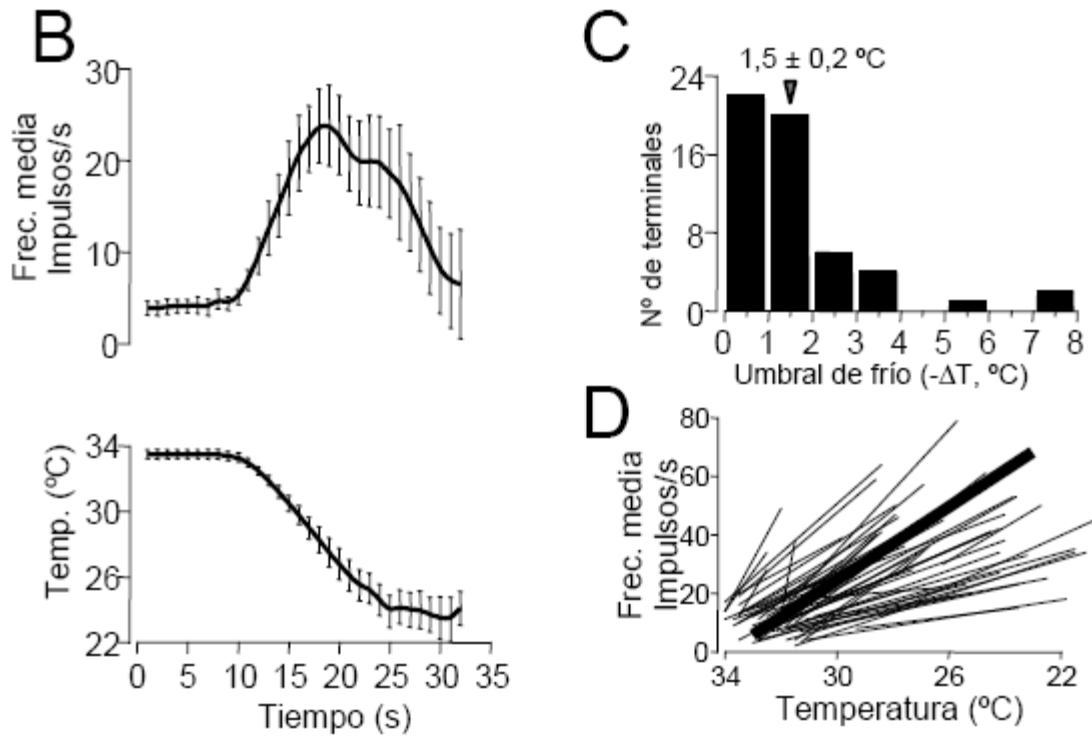 B
Frec. media
Impulsos/s
30
20
10
0
Temp. (ºC)
34
30
26
22
0 5 10 15 20 25 30 35
Tiempo (s)
C
1,5 ± 0,2 ºC
Nº de terminales
24
16
8
0
0 1 2 3 4 5 6 7 8
Umbral de frío (-ΔT, ºC)
D
Frec. media
Impulsos/s
80
60
40
20
0
34 30 26 22
Temperatura (ºC)